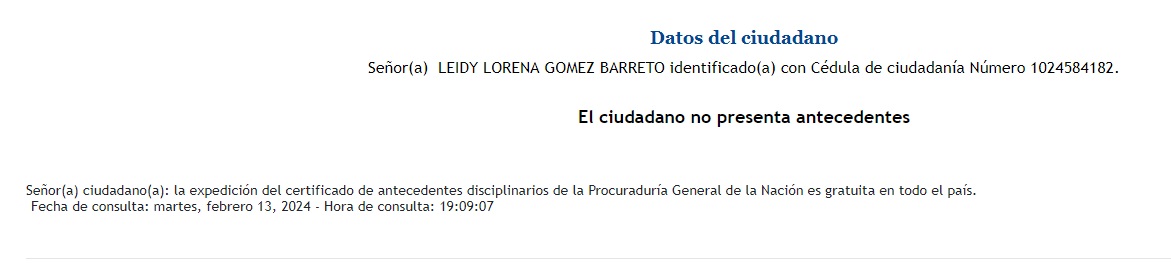 Datos del ciudadano
Señor(a) LEIDY LORENA GOMEZ BARRETO identificado(a) con Cédula de ciudadanía Número 1024584182.
El ciudadano no presenta antecedentes
Señor(a) ciudadano(a): la expedición del certificado de antecedentes disciplinarios de la Procuraduría General de la Nación es gratuita en todo el país.
Fecha de consulta: martes, febrero 13, 2024 - Hora de consulta: 19:09:07